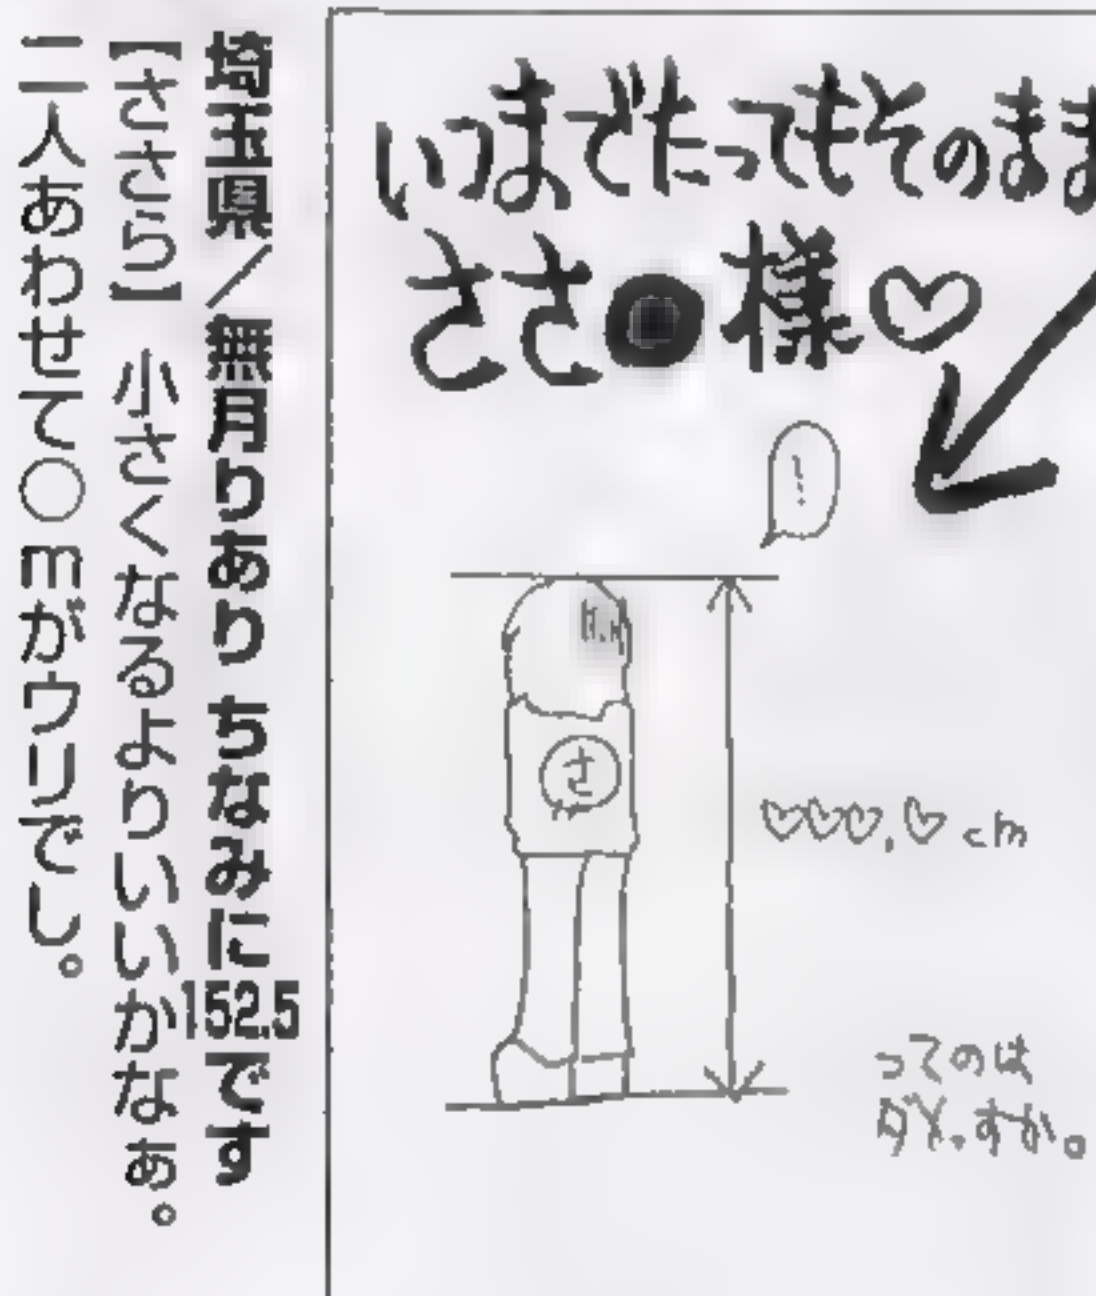 埼玉県/無月りあり ちなみに152.5です
【ささら】小さくなるよりいいかなぁ。
二人あわせて○mがウリでし。
いつまでたってもそのまま
ささ●様♡
…!
さ
♡♡♡.♡cm
ってのは
ダメ。すか。